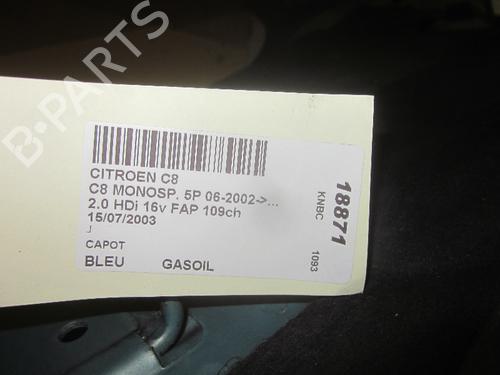 B-PARTS
CITROEN C8
C8 MONOSP. 5P 06-2002->...
2.0 HDi 16v FAP 109ch
15/07/2003
J
CAPOT
BLEU GASOIL
18871
KNBC 1093